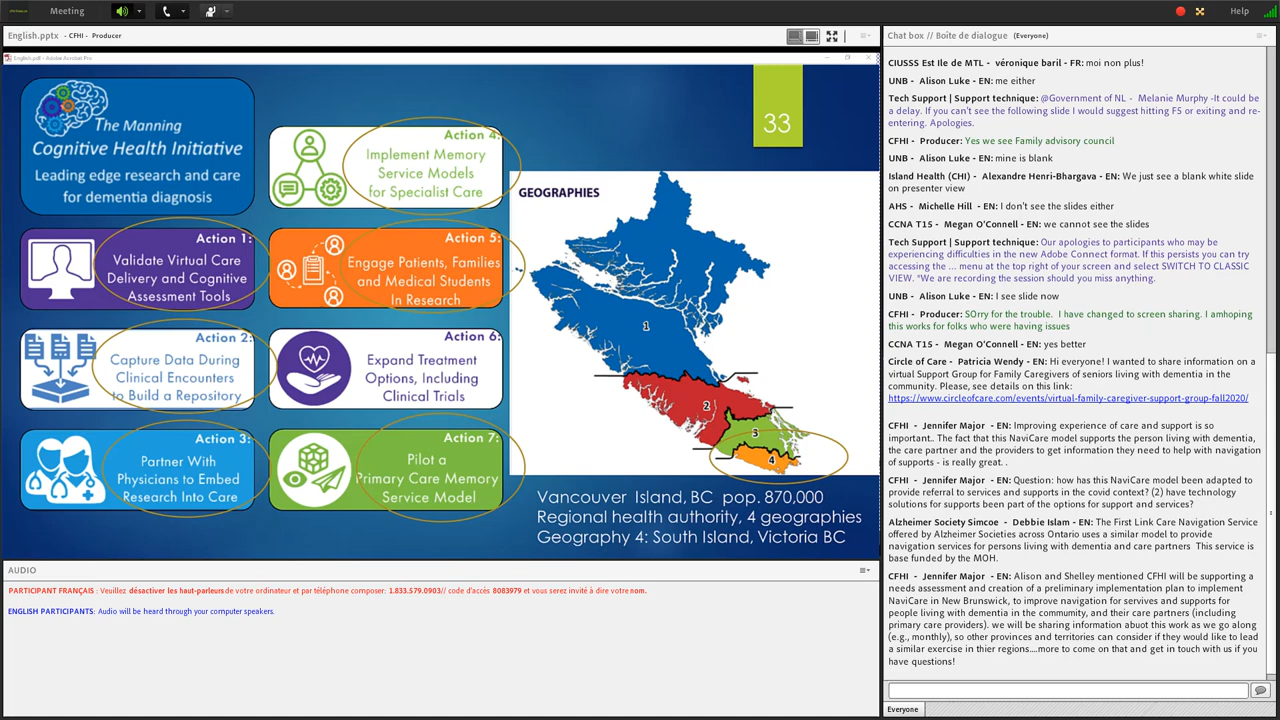 Meeting
Help
English.pptx - CFHI - Producer
English.pdf - Adobe Acrobat Pro
33
The Manning
Cognitive Health Initiative
Leading edge research and care
for dementia diagnosis
Action 1:
Validate Virtual Care
Delivery and Cognitive
Assessment Tools
Action 2:
Capture Data During
Clinical Encounters
to Build a Repository
Action 3:
Partner With
Physicians to Embed
Research Into Care
Action 4:
Implement Memory
Service Models
for Specialist Care
Action 5:
Engage Patients, Families
and Medical Students
In Research
Action 6:
Expand Treatment
Options, Including
Clinical Trials
Action 7:
Pilot a
Primary Care Memory
Service Model
GEOGRAPHIES
1
2
3
4
Vancouver Island, BC pop. 870,000
Regional health authority, 4 geographies
Geography 4: South Island, Victoria BC
AUDIO
PARTICIPANT FRANÇAIS : Veuillez désactiver les haut-parleurs de votre ordinateur et par téléphone composer: 1.833.579.0903// code d'accès 8083979 et vous serez invité à dire votre nom.
ENGLISH PARTICIPANTS: Audio will be heard through your computer speakers.
Chat box // Boîte de dialogue (Everyone)
CIUSSS Est Ile de MTL - véronique baril - FR: moi non plus!
UNB - Alison Luke - EN: me either
Tech Support | Support technique: @Government of NL - Melanie Murphy -It could be
a delay. If you can't see the following slide I would suggest hitting F5 or exiting and re-
entering. Apologies.
CFHI - Producer: Yes we see Family advisory council
UNB - Alison Luke - EN: mine is blank
Island Health (CHI) - Alexandre Henri-Bhargava - EN: We just see a blank white slide
on presenter view
AHS - Michelle Hill - EN: I don't see the slides either
CCNA T15 - Megan O'Connell - EN: we cannot see the slides
Tech Support | Support technique: Our apologies to participants who may be
experiencing difficulties in the new Adobe Connect format. If this persists you can try
accessing the ... menu at the top right of your screen and select SWITCH TO CLASSIC
VIEW. *We are recording the session should you miss anything.
UNB - Alison Luke - EN: I see slide now
CFHI - Producer: SOrry for the trouble. I have changed to screen sharing. I amhoping
this works for folks who were having issues
CCNA T15 - Megan O'Connell - EN: yes better
Circle of Care - Patricia Wendy - EN: Hi everyone! I wanted to share information on a
virtual Support Group for Family Caregivers of seniors living with dementia in the
community. Please, see details on this link:
https://www.circleofcare.com/events/virtual-family-caregiver-support-group-fall2020/
CFHI - Jennifer Major - EN: Improving experience of care and support is so
important.. The fact that this NaviCare model supports the person living with dementia,
the care partner and the providers to get information they need to help with navigation
of supports - is really great. .
CFHI - Jennifer Major - EN: Question: how has this NaviCare model been adapted to
provide referral to services and supports in the covid context? (2) have technology
solutions for supports been part of the options for support and services?
Alzheimer Society Simcoe - Debbie Islam - EN: The First Link Care Navigation Service
offered by Alzheimer Societies across Ontario uses a similar model to provide
navigation services for persons living with dementia and care partners This service is
base funded by the MOH.
CFHI - Jennifer Major - EN: Alison and Shelley mentioned CFHI will be supporting a
needs assessment and creation of a preliminary implementation plan to implement
NaviCare in New Brunswick, to improve navigation for servives and supports for
people living with dementia in the cummunity, and their care partners (including
primary care providers). we will be sharing information abuot this work as we go along
(e.g., monthly), so other provinces and territories can consider if they would like to lead
a similar exercise in thier regions....more to come on that and get in touch with us if you
have questions!
Everyone